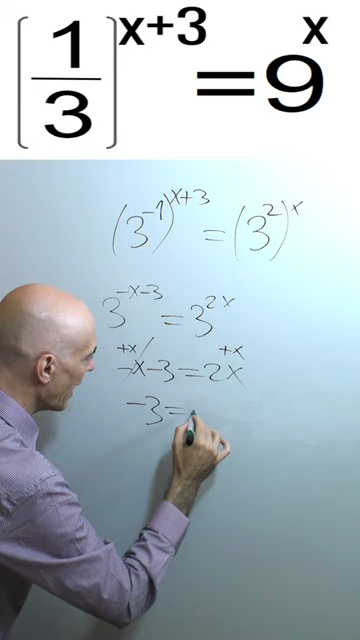 (1/3)^(x+3) = 9^x
(3^-1)^(x+3) = (3^2)^x
3^(-x-3) = 3^(2x)
+x +x
-x-3=2x
-3=